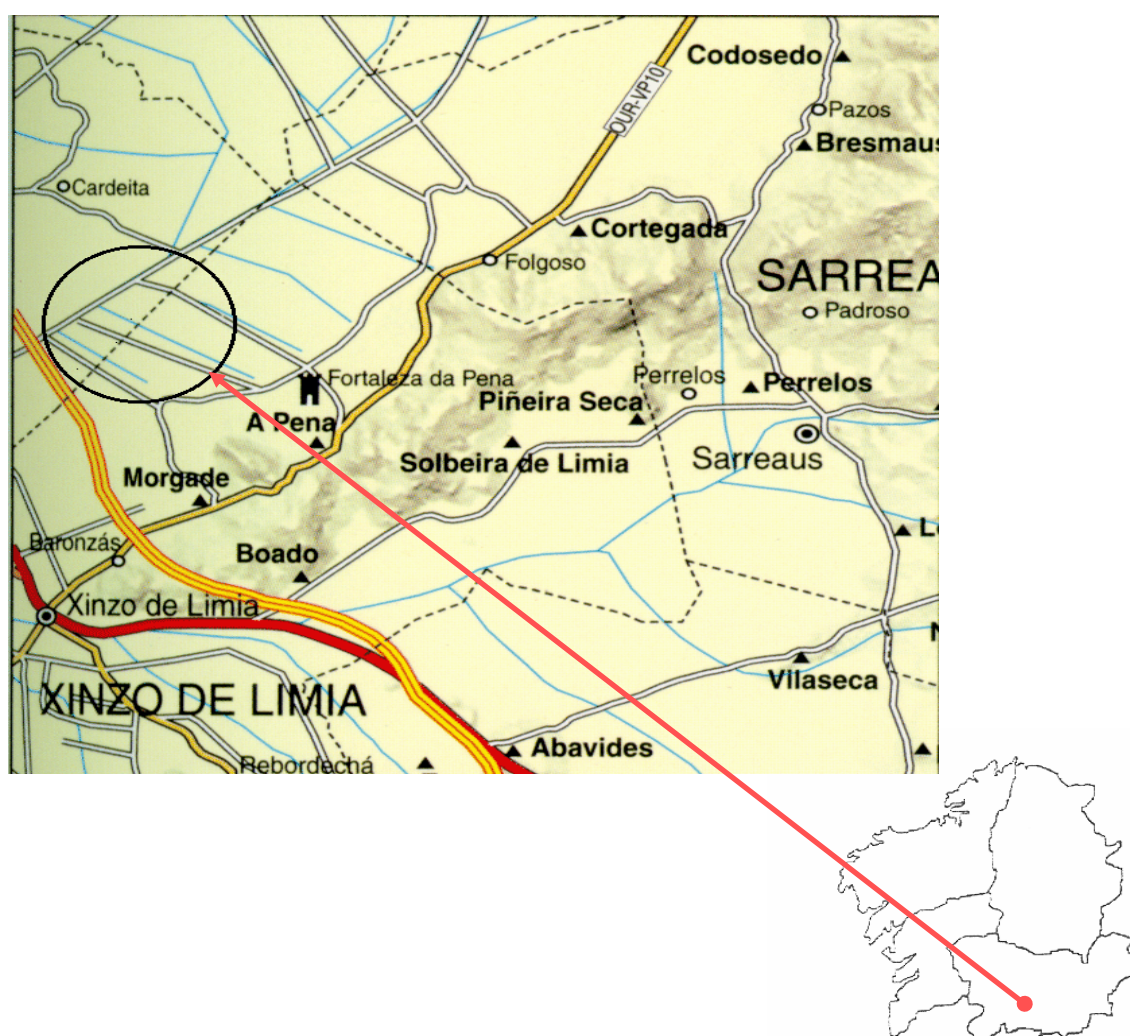 Codosedo
OUR-VP10
Pazos
Bresmaus
Cardeita
Cortegada
Folgoso
SARREA
Padroso
Fortaleza da Pena
Perrelos
Perrelos
Piñeira Seca
A Pena
Solbeira de Limia
Sarreaus
Morgade
Baronzás
Boado
Xinzo de Limia
Vilaseca
XINZO DE LIMIA
Abavides
Rebordechá